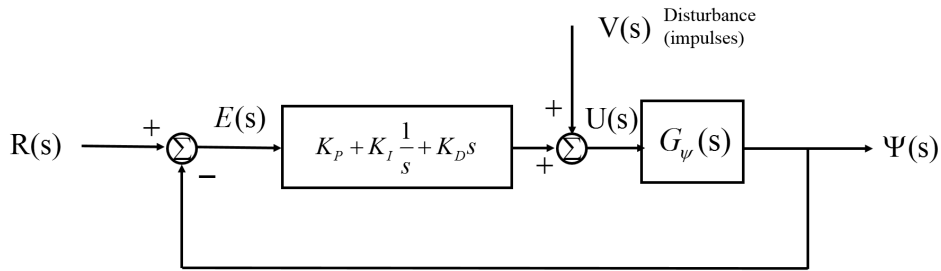 V(s) Disturbance
(impulses)
+
R(s)
+
Σ
−
E(s)
K_P + K_I 1/s + K_D s
+
Σ
U(s)
G_ψ(s)
Ψ(s)